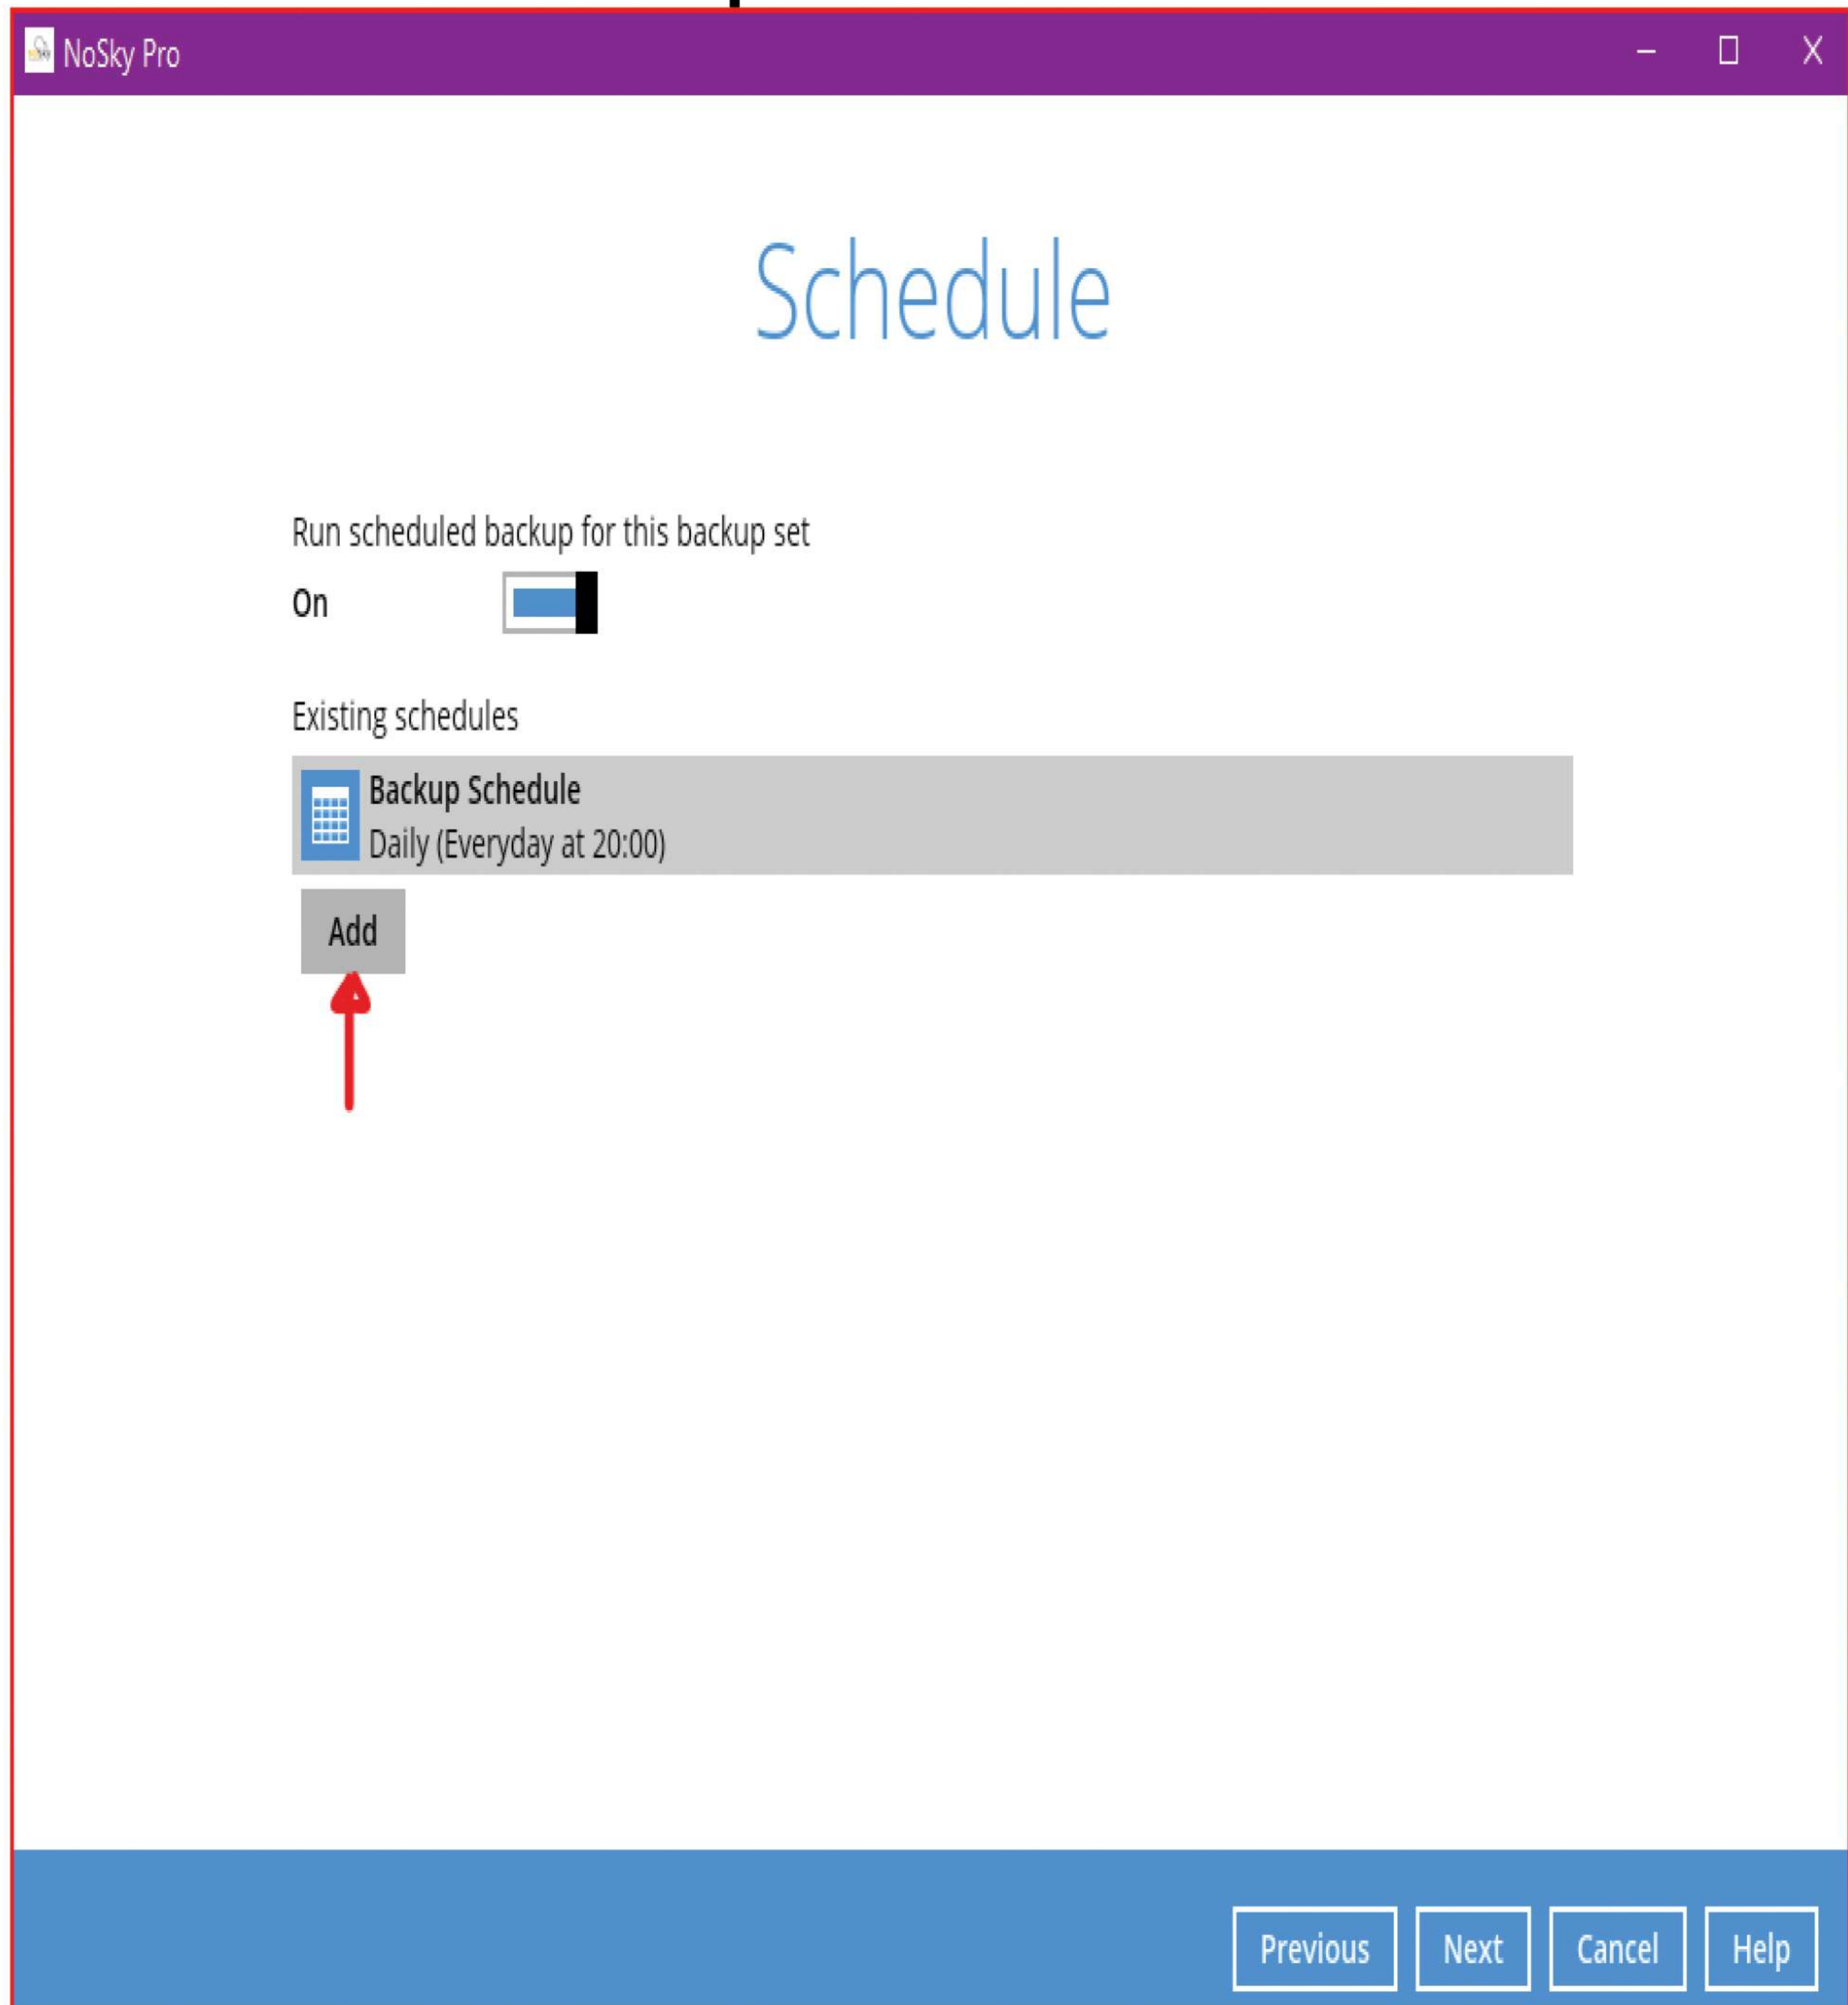 NoSky Pro
Schedule
Run scheduled backup for this backup set
On
Existing schedules
Backup Schedule
Daily (Everyday at 20:00)
Add
Previous Next Cancel Help